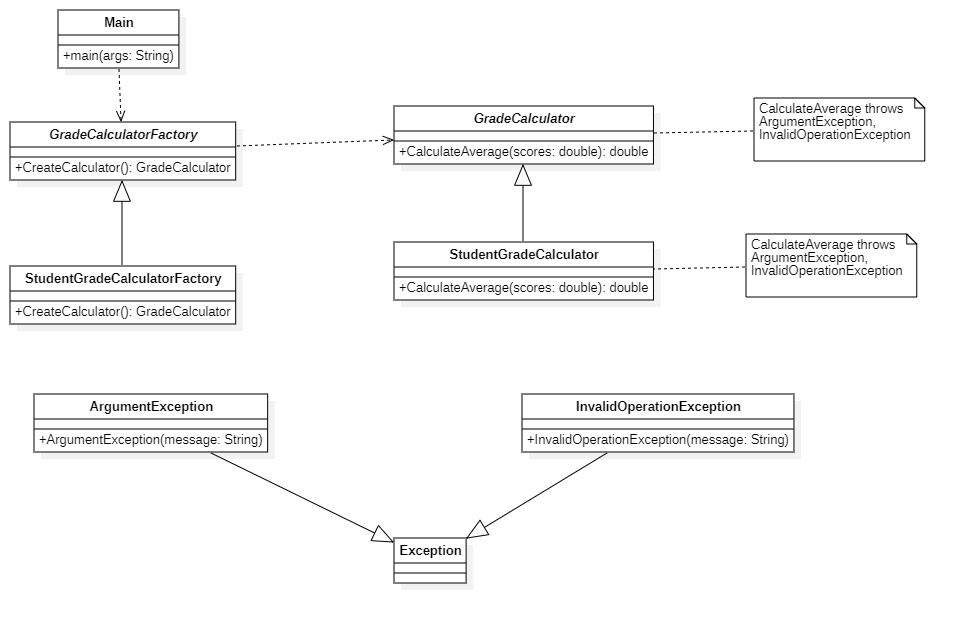 Main
+main(args: String)
GradeCalculatorFactory
+CreateCalculator(): GradeCalculator
GradeCalculator
+CalculateAverage(scores: double): double
CalculateAverage throws
ArgumentException,
InvalidOperationException
StudentGradeCalculatorFactory
+CreateCalculator(): GradeCalculator
StudentGradeCalculator
+CalculateAverage(scores: double): double
CalculateAverage throws
ArgumentException,
InvalidOperationException
ArgumentException
+ArgumentException(message: String)
InvalidOperationException
+InvalidOperationException(message: String)
Exception